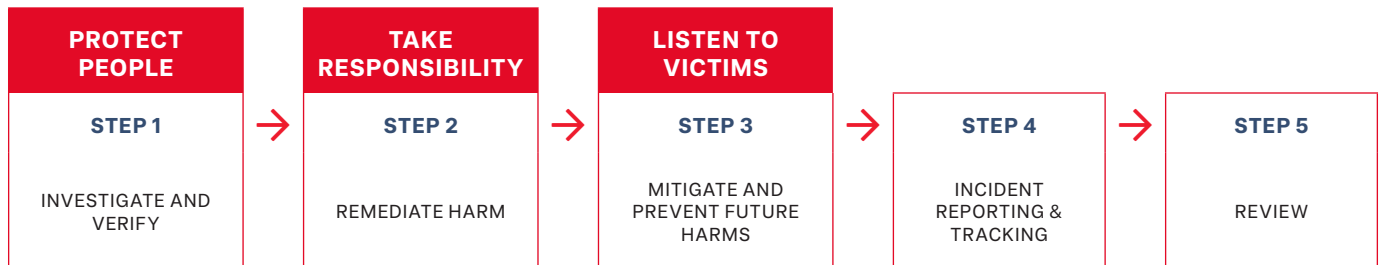 PROTECT
PEOPLE
STEP 1
INVESTIGATE AND
VERIFY
TAKE
RESPONSIBILITY
STEP 2
REMEDIATE HARM
LISTEN TO
VICTIMS
STEP 3
MITIGATE AND
PREVENT FUTURE
HARMS
STEP 4
INCIDENT
REPORTING &
TRACKING
STEP 5
REVIEW